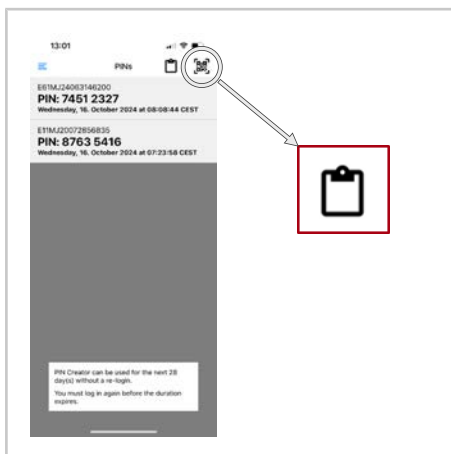 13:01
PINs
E61MJ24063146200
PIN: 7451 2327
Wednesday, 16. October 2024 at 08:08:44 CEST
E11MJ20072856835
PIN: 8763 5416
Wednesday, 16. October 2024 at 07:23:58 CEST
PIN Creator can be used for the next 28
day(s) without a re-login.
You must log in again before the duration
expires.